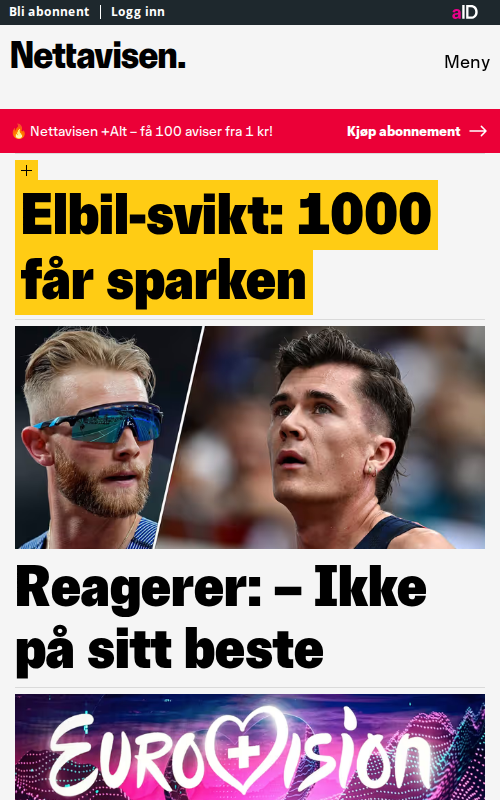 Bli abonnent | Logg inn
aID
Nettavisen.
Meny
🔥 Nettavisen +Alt – få 100 aviser fra 1 kr!
Kjøp abonnement →
+
Elbil-svikt: 1000
får sparken
Reagerer: – Ikke
på sitt beste
EUROVISION